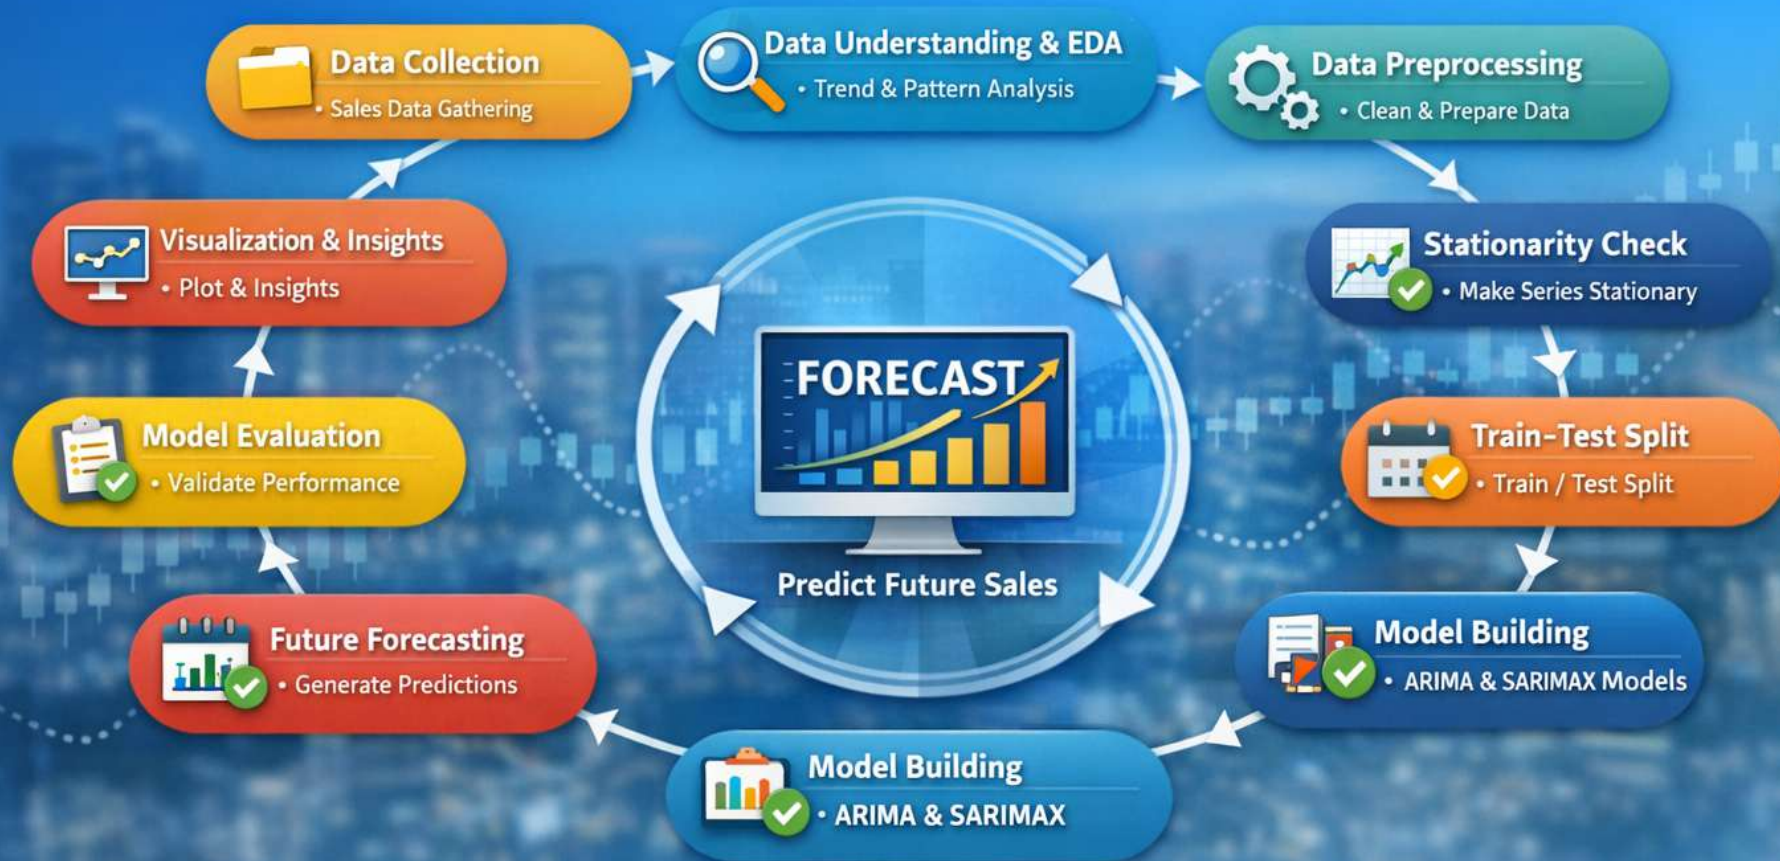 Data Collection
• Sales Data Gathering
Data Understanding & EDA
• Trend & Pattern Analysis
Data Preprocessing
• Clean & Prepare Data
Stationarity Check
• Make Series Stationary
Train-Test Split
• Train / Test Split
Model Building
• ARIMA & SARIMAX Models
Model Building
• ARIMA & SARIMAX
Future Forecasting
• Generate Predictions
Model Evaluation
• Validate Performance
Visualization & Insights
• Plot & Insights
FORECAST
Predict Future Sales